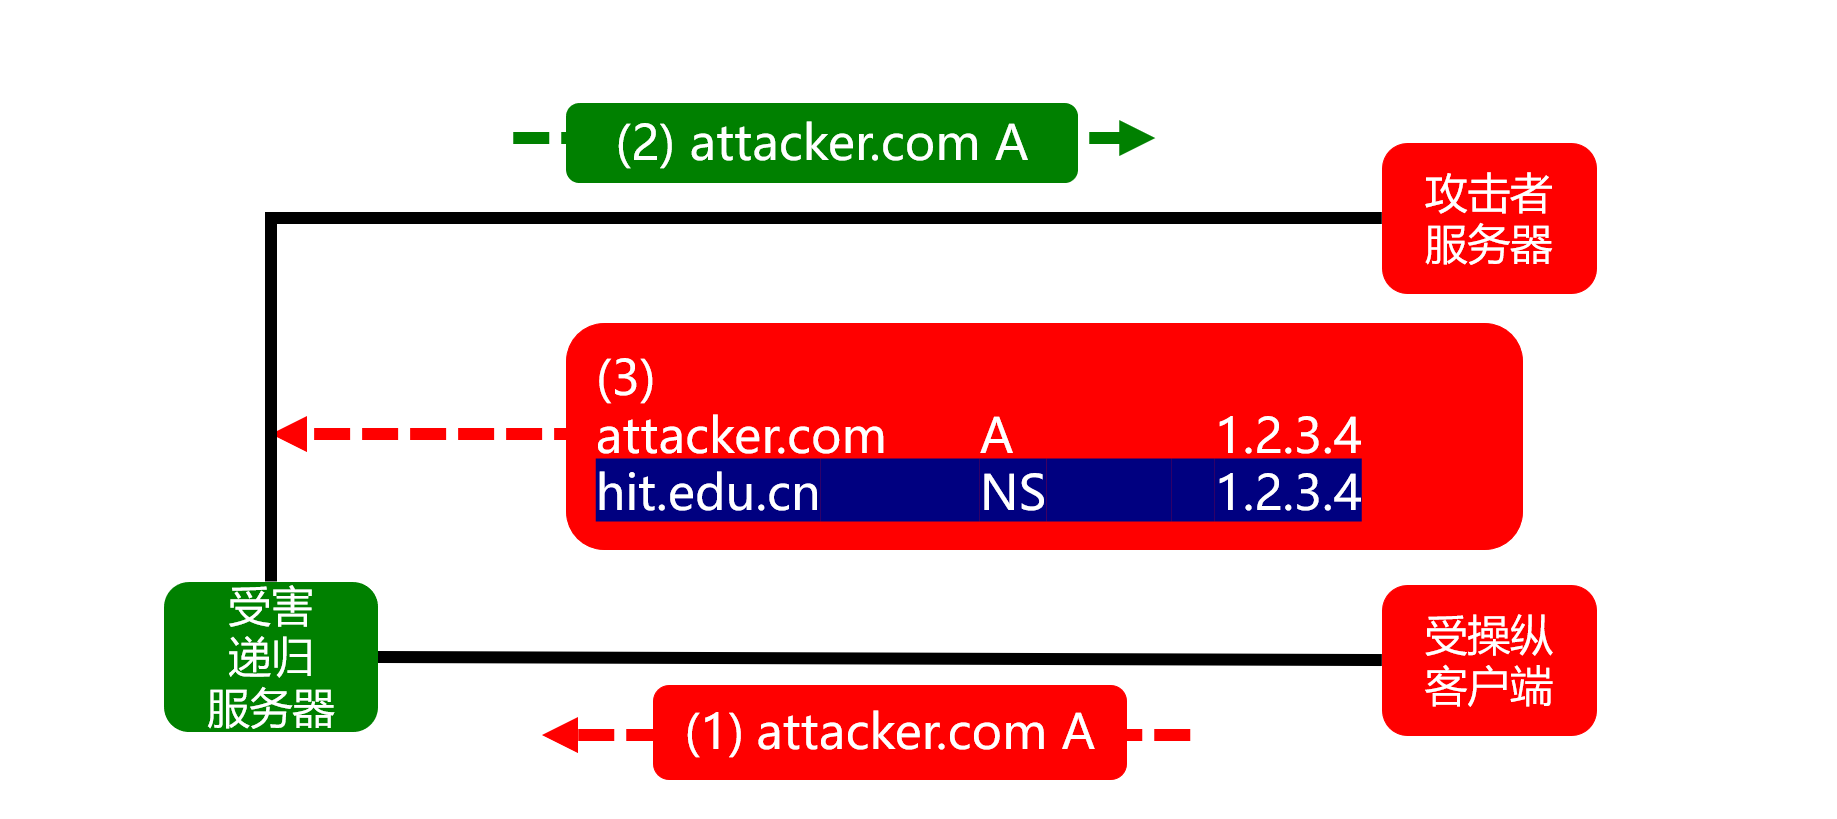 (2) attacker.com A
攻击者
服务器
(3)
attacker.com A 1.2.3.4
hit.edu.cn NS 1.2.3.4
受害
递归
服务器
受操纵
客户端
(1) attacker.com A